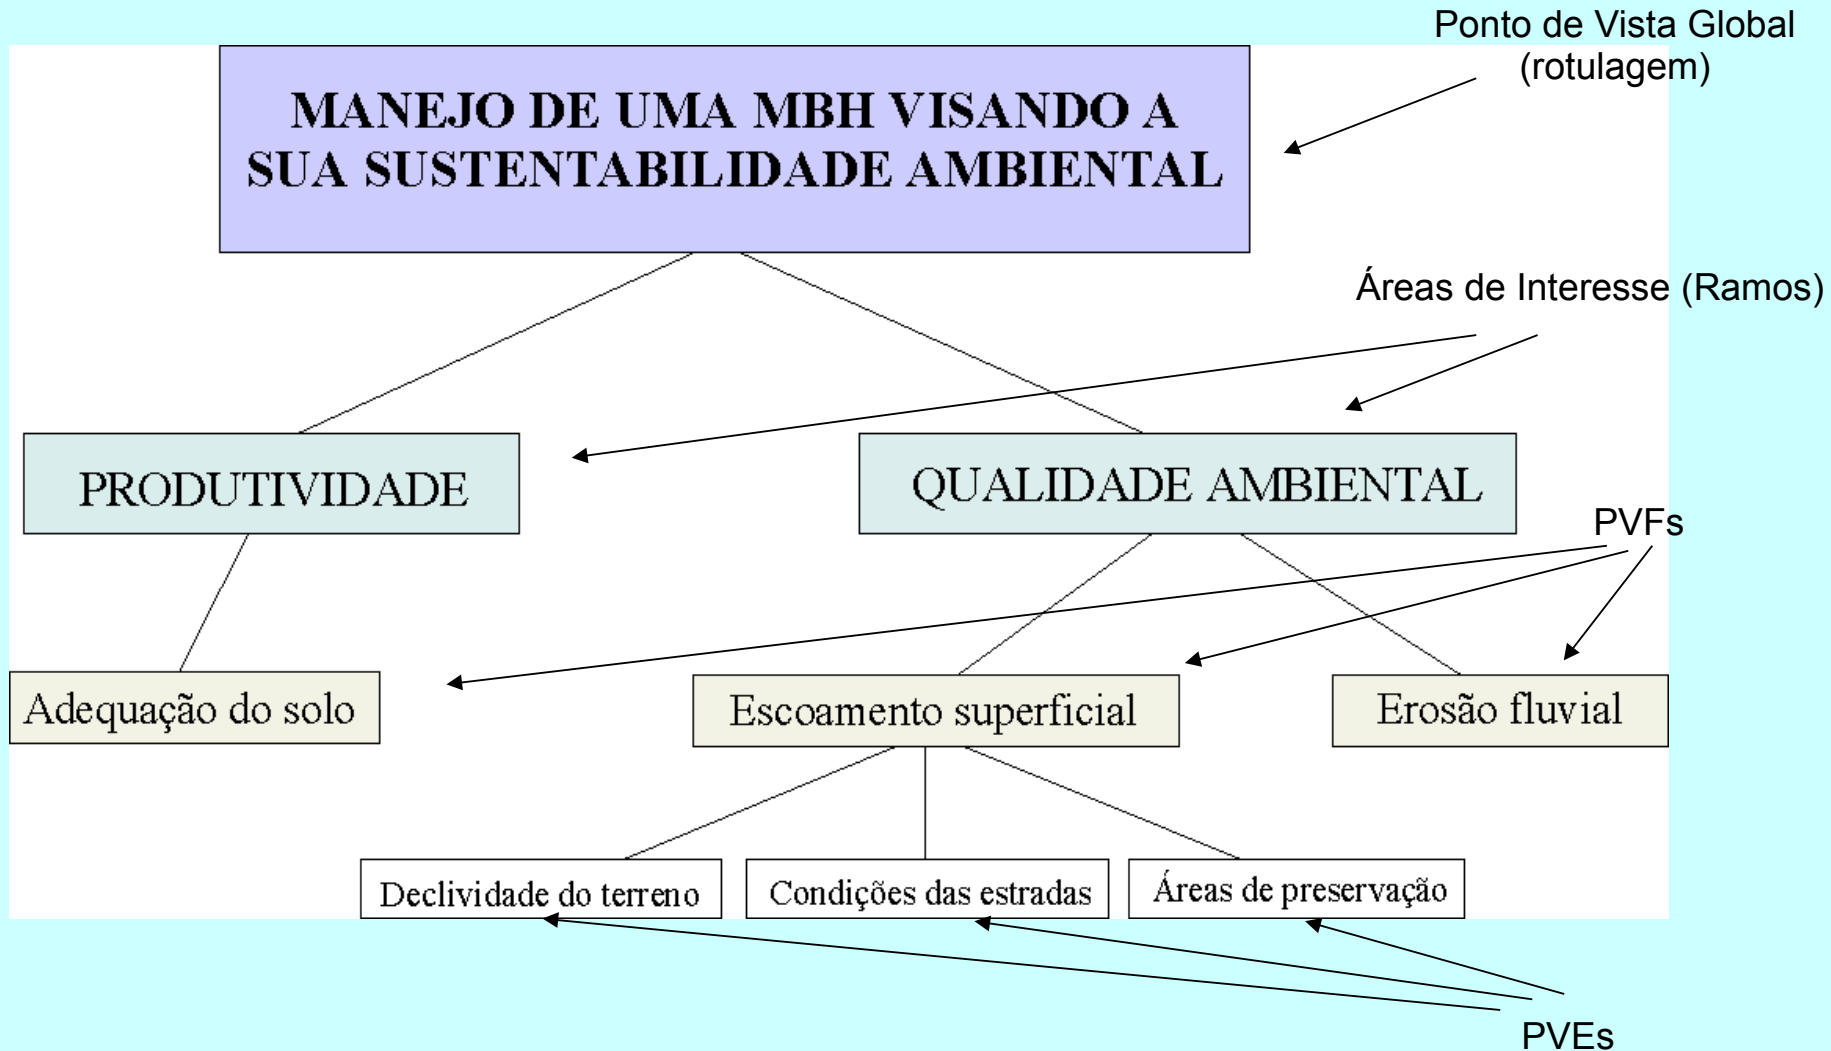 Ponto de Vista Global
(rotulagem)
MANEJO DE UMA MBH VISANDO A
SUA SUSTENTABILIDADE AMBIENTAL
Áreas de Interesse (Ramos)
PRODUTIVIDADE
QUALIDADE AMBIENTAL
PVFs
Adequação do solo
Escoamento superficial
Erosão fluvial
Declividade do terreno
Condições das estradas
Áreas de preservação
PVEs